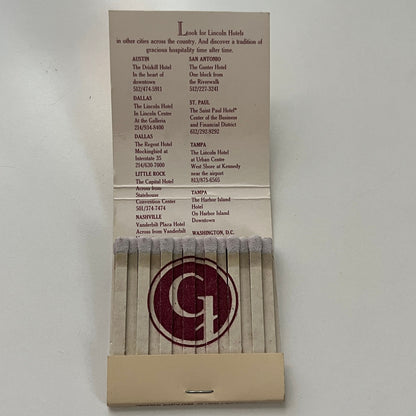 Look for Lincoln Hotels
in other cities across the country. And discover a tradition of
gracious hospitality time after time.
AUSTIN
The Driskill Hotel
In the heart of
downtown
512/474-5911
DALLAS
The Lincoln Hotel
In Lincoln Centre
At the Galleria
214/934-8400
DALLAS
The Regent Hotel
Mockingbird at
Interstate 35
214/630-7000
LITTLE ROCK
The Capital Hotel
Across from
Statehouse
Convention Center
501/374-7474
NASHVILLE
Vanderbilt Plaza Hotel
Across from Vanderbilt
SAN ANTONIO
The Gunter Hotel
One block from
the Riverwalk
512/227-3241
ST. PAUL
The Saint Paul Hotel*
Center of the Business
and Financial District
612/292-9292
TAMPA
The Lincoln Hotel
at Urban Centre
West Shore at Kennedy
near the airport
813/875-6565
TAMPA
The Harbor Island
Hotel
On Harbor Island
Downtown
WASHINGTON, D.C.
G